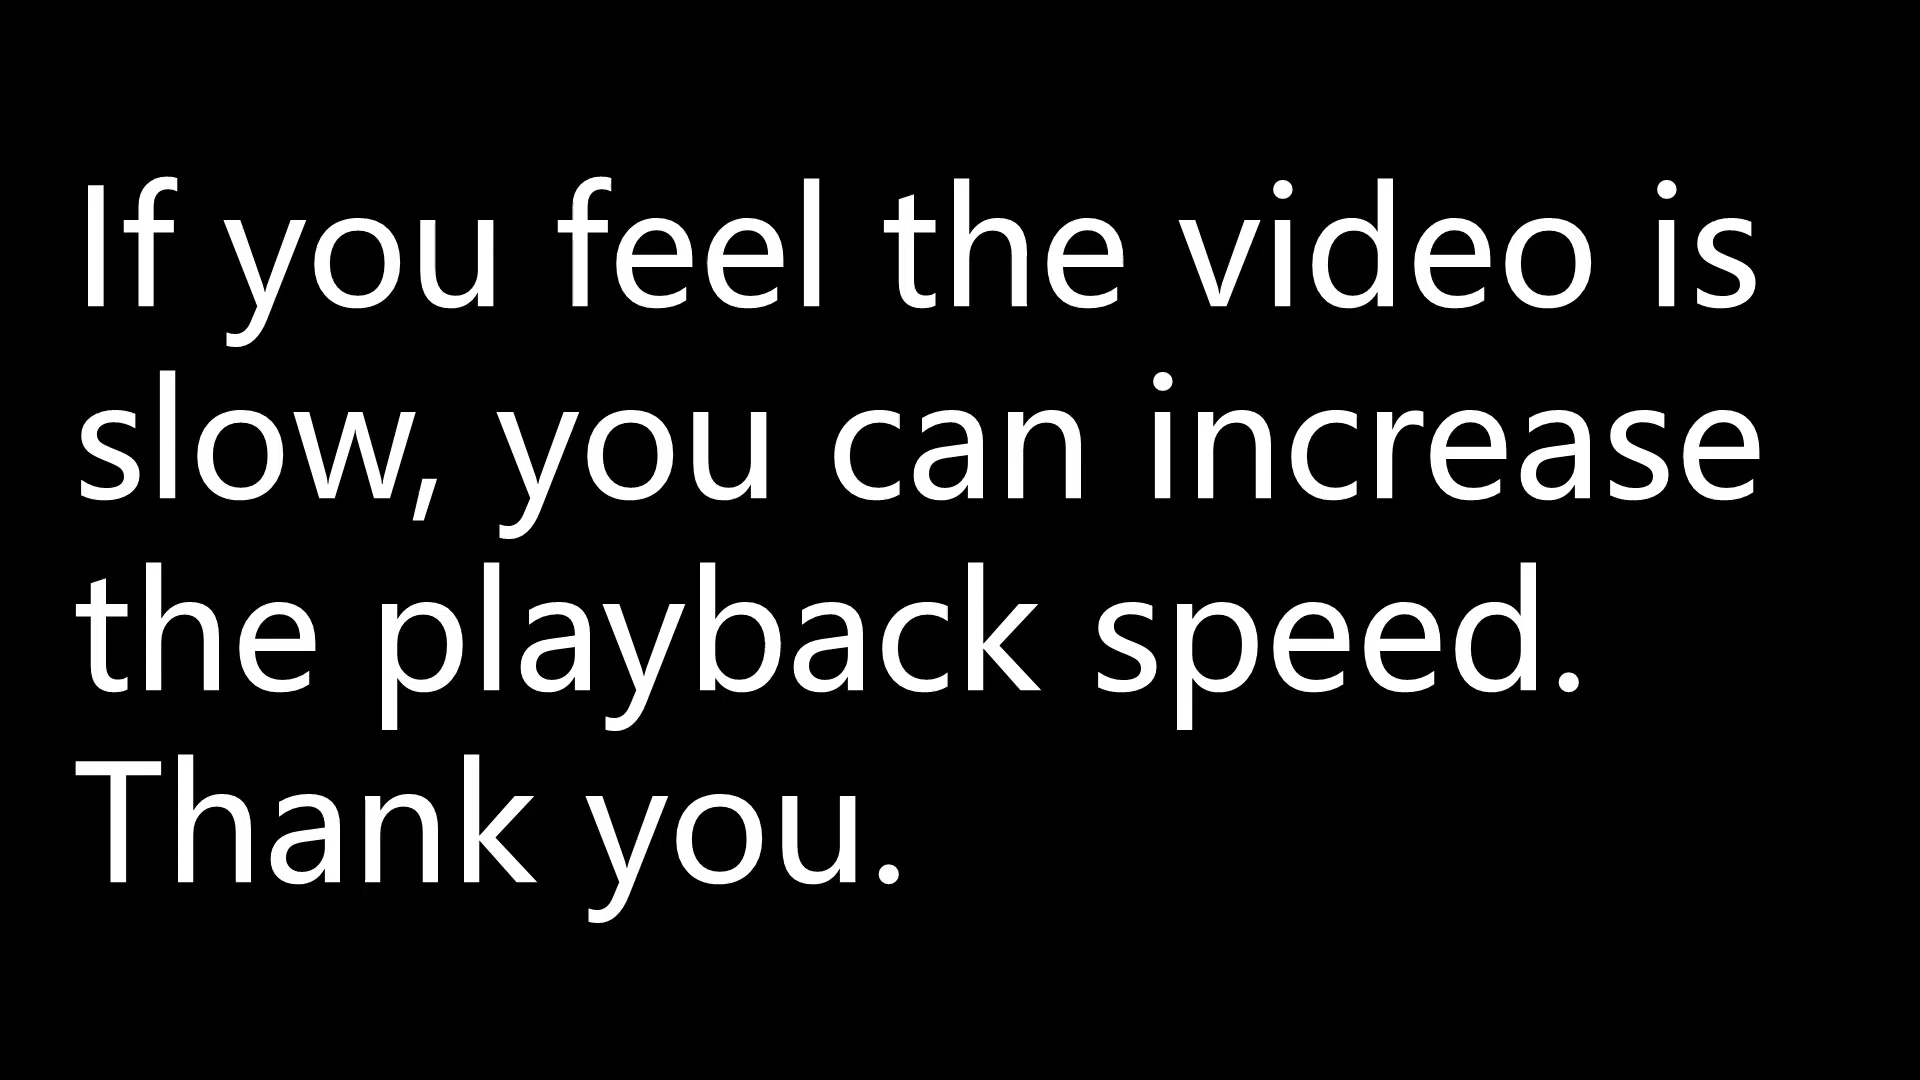 If you feel the video is
slow, you can increase
the playback speed.
Thank you.